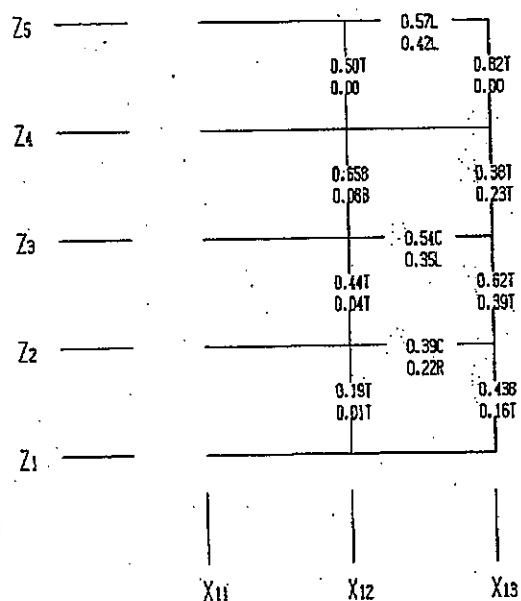 Z5
0.57L
0.42L
0.50T
0.00
0.82T
0.00
Z4
0.65B
0.08B
0.38T
0.23T
Z3
0.54C
0.35L
0.44T
0.04T
0.62T
0.39T
Z2
0.39C
0.22R
0.19T
0.01T
0.43B
0.16T
Z1
X11
X12
X13